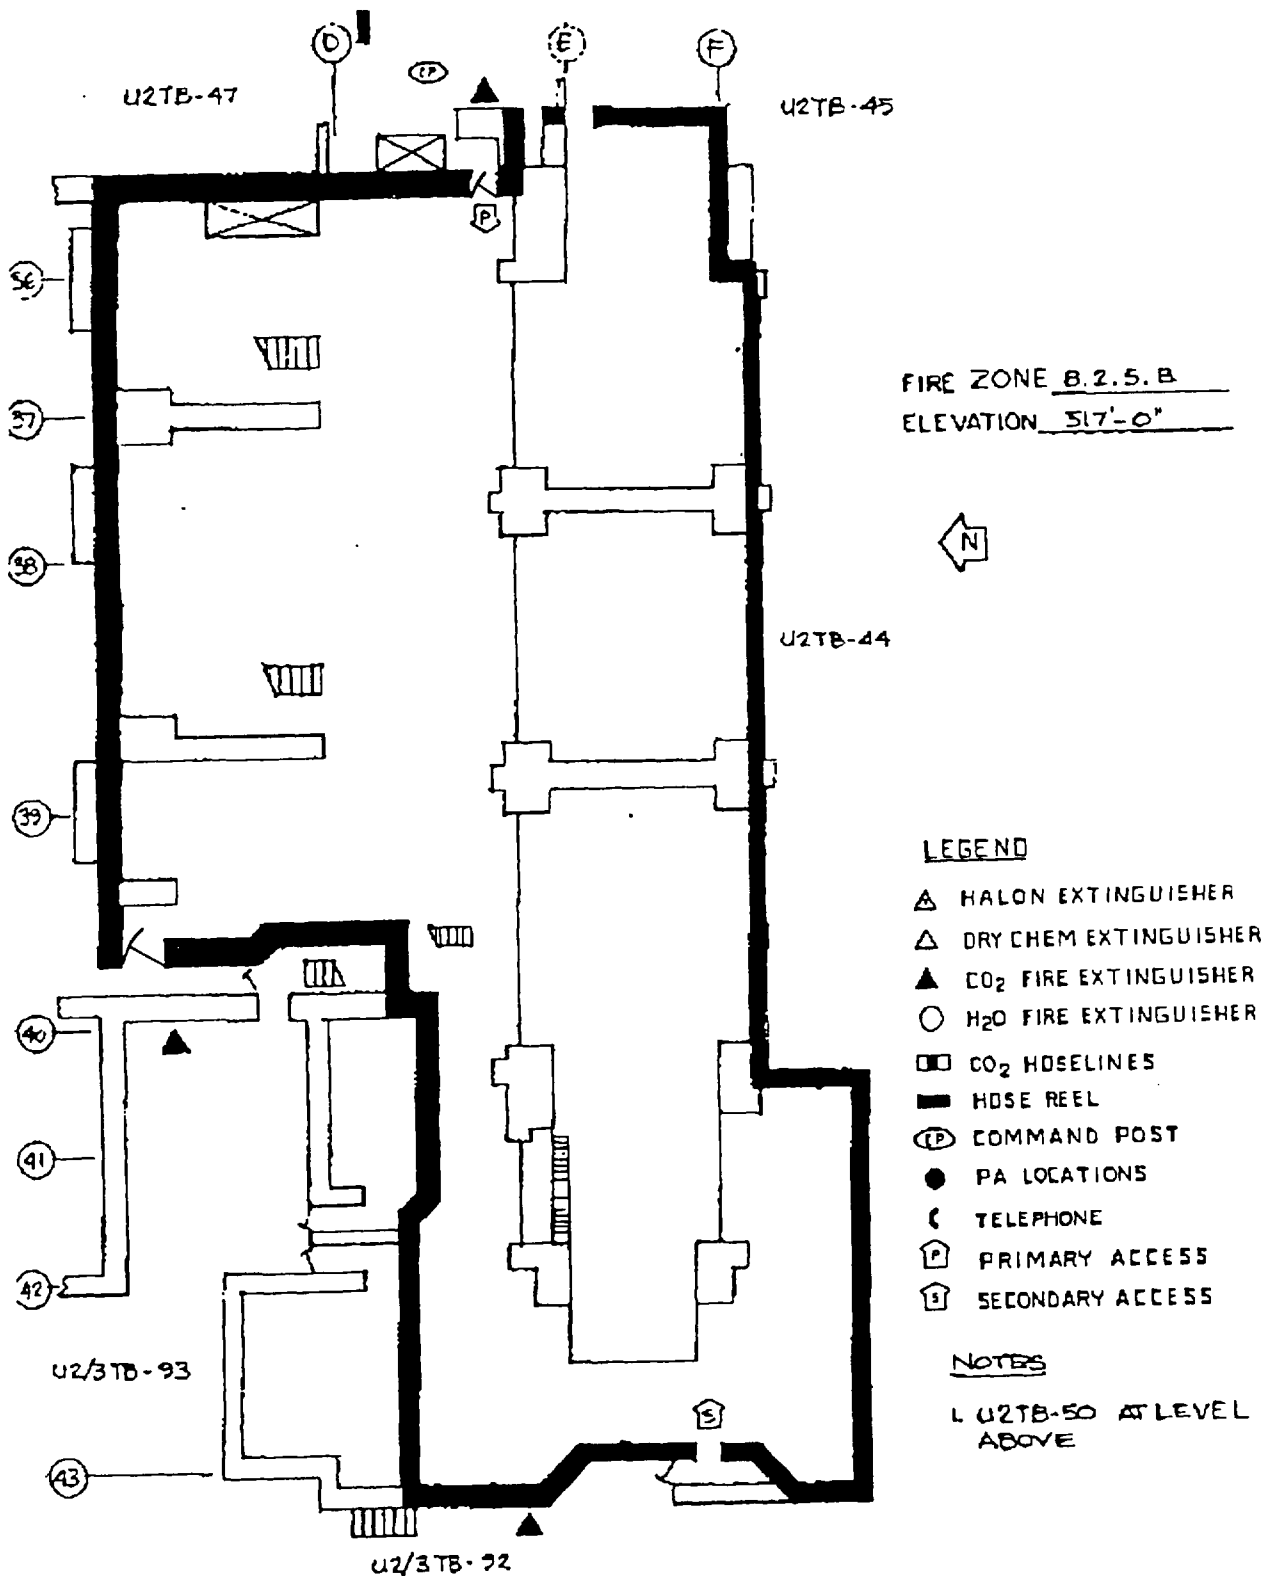 D
E
F
CP
U2TB-47
U2TB-45
P
36
37
FIRE ZONE 8.2.5.B
ELEVATION 517'-0"
N
38
U2TB-44
39
LEGEND
HALON EXTINGUISHER
DRY CHEM EXTINGUISHER
CO2 FIRE EXTINGUISHER
H2O FIRE EXTINGUISHER
CO2 HOSELINES
HOSE REEL
CP COMMAND POST
PA LOCATIONS
TELEPHONE
P PRIMARY ACCESS
S SECONDARY ACCESS
40
41
42
U2/3TB-93
NOTES
1. U2TB-50 AT LEVEL
ABOVE
S
43
U2/3TB-92